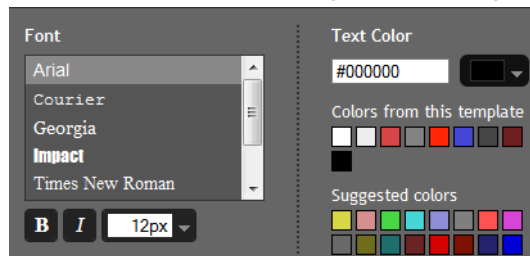 Font
Arial
Courier
Georgia
Impact
Times New Roman
B I 12px
Text Color
#000000
Colors from this template
Suggested colors